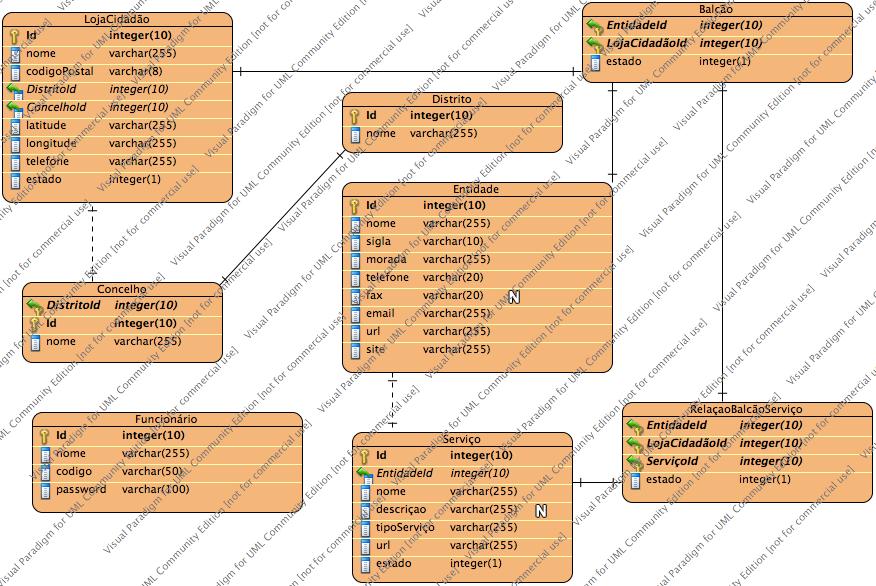 LojaCidadão
Id integer(10)
nome varchar(255)
codigoPostal varchar(8)
DistritoId integer(10)
ConcelhoId integer(10)
latitude varchar(255)
longitude varchar(255)
telefone varchar(255)
estado integer(1)
Balcão
EntidadeId integer(10)
LojaCidadãoId integer(10)
estado integer(1)
Distrito
Id integer(10)
nome varchar(255)
Entidade
Id integer(10)
nome varchar(255)
sigla varchar(10)
morada varchar(255)
telefone varchar(20)
fax varchar(20) N
email varchar(255)
url varchar(255)
site varchar(255)
Concelho
DistritoId integer(10)
Id integer(10)
nome varchar(255)
Funcionário
Id integer(10)
nome varchar(255)
codigo varchar(50)
password varchar(100)
Serviço
Id integer(10)
EntidadeId integer(10)
nome varchar(255)
descriçao varchar(255) N
tipoServiço varchar(255)
url varchar(255)
estado integer(1)
RelaçaoBalcãoServiço
EntidadeId integer(10)
LojaCidadãoId integer(10)
ServiçoId integer(10)
estado integer(1)
Visual Paradigm for UML Community Edition [not for commercial use]